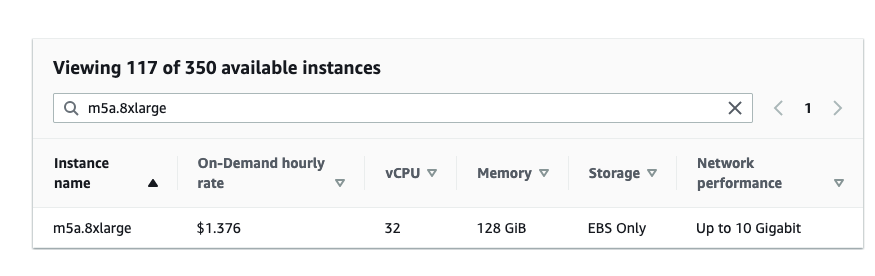 Viewing 117 of 350 available instances
m5a.8xlarge
1
Instance name
On-Demand hourly rate
vCPU
Memory
Storage
Network performance
m5a.8xlarge $1.376 32 128 GiB EBS Only Up to 10 Gigabit